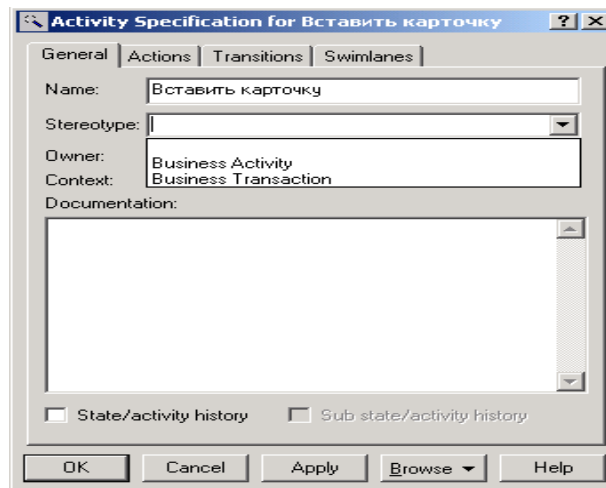 Activity Specification for Вставить карточку
General Actions Transitions Swimlanes
Name: Вставить карточку
Stereotype:
Owner: Business Activity
Context: Business Transaction
Documentation:
State/activity history Sub state/activity history
OK Cancel Apply Browse Help